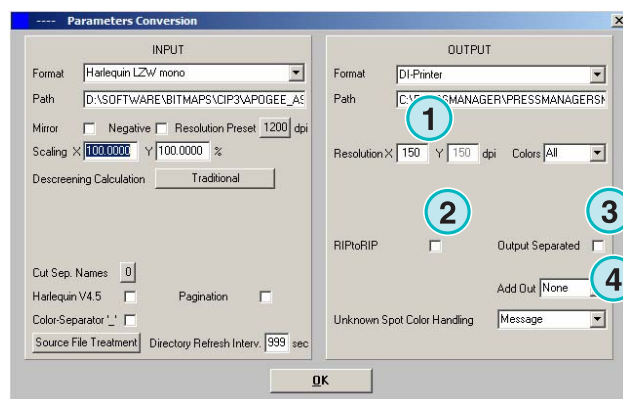 ---- Parameters Conversion
INPUT
Format Harlequin LZW mono
Path D:\SOFTWARE\BITMAPS\CIP3\APOGEE_AS
Mirror Negative Resolution Preset 1200 dpi
Scaling X 100.0000 Y 100.0000 %
Descreening Calculation Traditional
Cut Sep. Names 0
Harlequin V4.5 Pagination
Color-Separator '_'
Source File Treatment Directory Refresh Interv. 999 sec
OUTPUT
Format DI-Printer
Path
1
Resolution X 150 Y 150 dpi Colors All
2 3
RIPtoRIP Output Separated
4
Add Out None
Unknown Spot Color Handling Message
OK